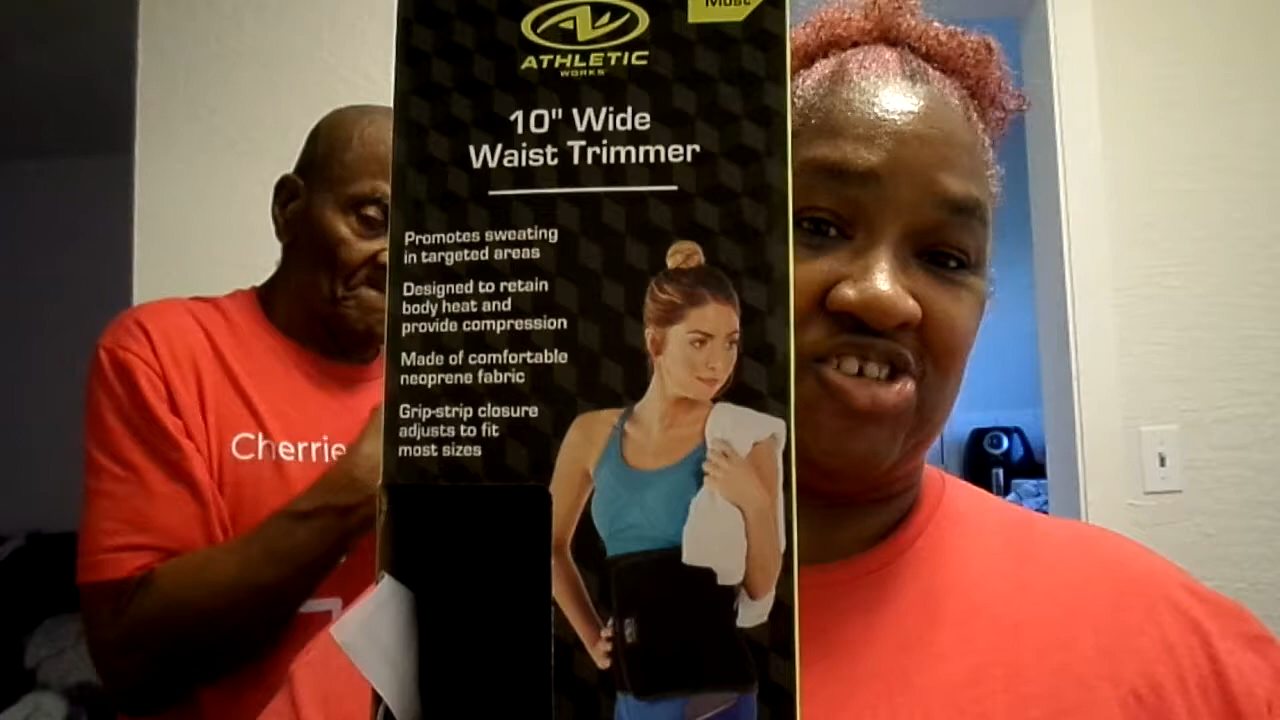 Must
ATHLETIC
WORKS
10" Wide
Waist Trimmer
Promotes sweating
in targeted areas
Designed to retain
body heat and
provide compression
Made of comfortable
neoprene fabric
Grip-strip closure
adjusts to fit
most sizes
Cherrie